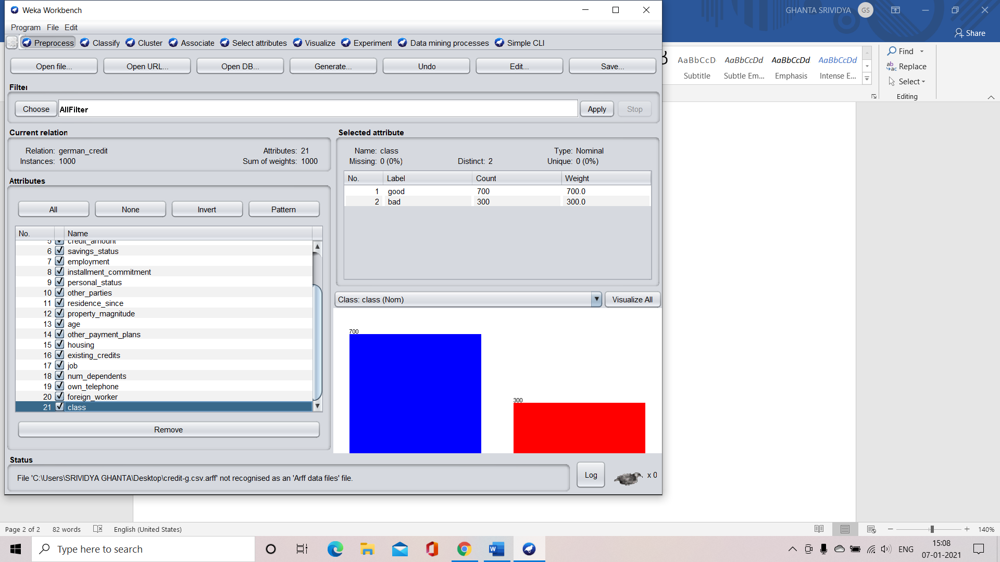 Weka Workbench
GHANTA SRIVIDYA GS
Program File Edit
Share
Preprocess Classify Cluster Associate Select attributes Visualize Experiment Data mining processes Simple CLI
Open file... Open URL... Open DB... Generate... Undo Edit... Save...
AaBbCcD AaBbCcDd AaBbCcDd AaBbCcDd
Subtitle Subtle Em... Emphasis Intense E...
Find
Replace
Select
Editing
Filter
Choose AllFilter Apply Stop
Current relation
Relation: german_credit Attributes: 21
Instances: 1000 Sum of weights: 1000
Selected attribute
Name: class Type: Nominal
Missing: 0 (0%) Distinct: 2 Unique: 0 (0%)
No. Label Count Weight
1 good 700 700.0
2 bad 300 300.0
Attributes
All None Invert Pattern
No. Name
5 credit_amount
6 savings_status
7 employment
8 installment_commitment
9 personal_status
10 other_parties
11 residence_since
12 property_magnitude
13 age
14 other_payment_plans
15 housing
16 existing_credits
17 job
18 num_dependents
19 own_telephone
20 foreign_worker
21 class
Remove
Class: class (Nom) Visualize All
700
300
Status
File 'C:\Users\SRIVIDYA GHANTA\Desktop\credit-g.csv.arff' not recognised as an 'Arff data files' file.
Log x 0
Page 2 of 2 82 words English (United States) 140%
Type here to search
ENG
15:08
07-01-2021